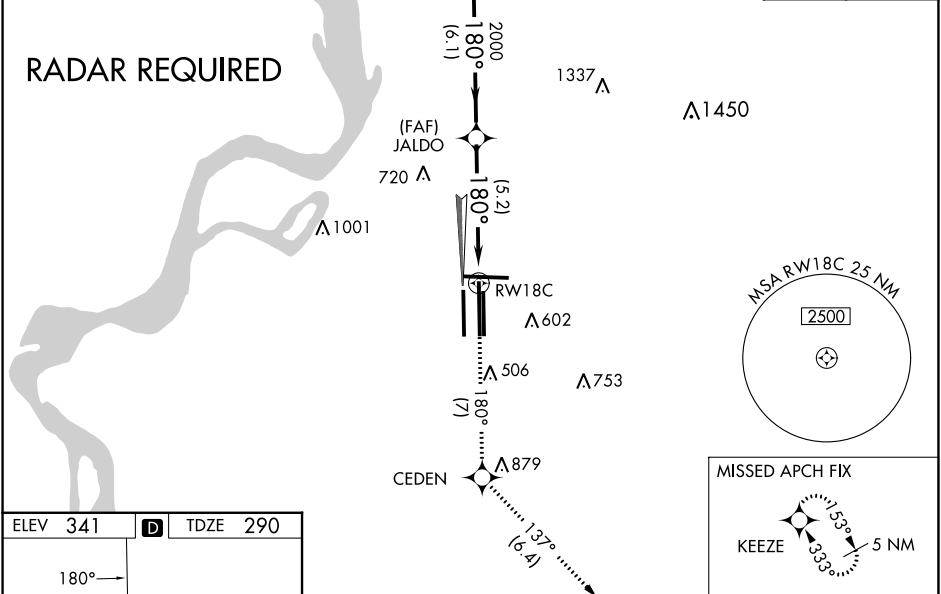 RADAR REQUIRED
2000
180°
(6.1)
1337
1450
(FAF)
JALDO
720
(5.2)
180°
1001
RW18C
602
506
753
180°
(7)
CEDEN
879
137°
(6.4)
MSA RW18C 25 NM
2500
MISSED APCH FIX
KEEZE
153°
333°
5 NM
ELEV 341 D TDZE 290
180°